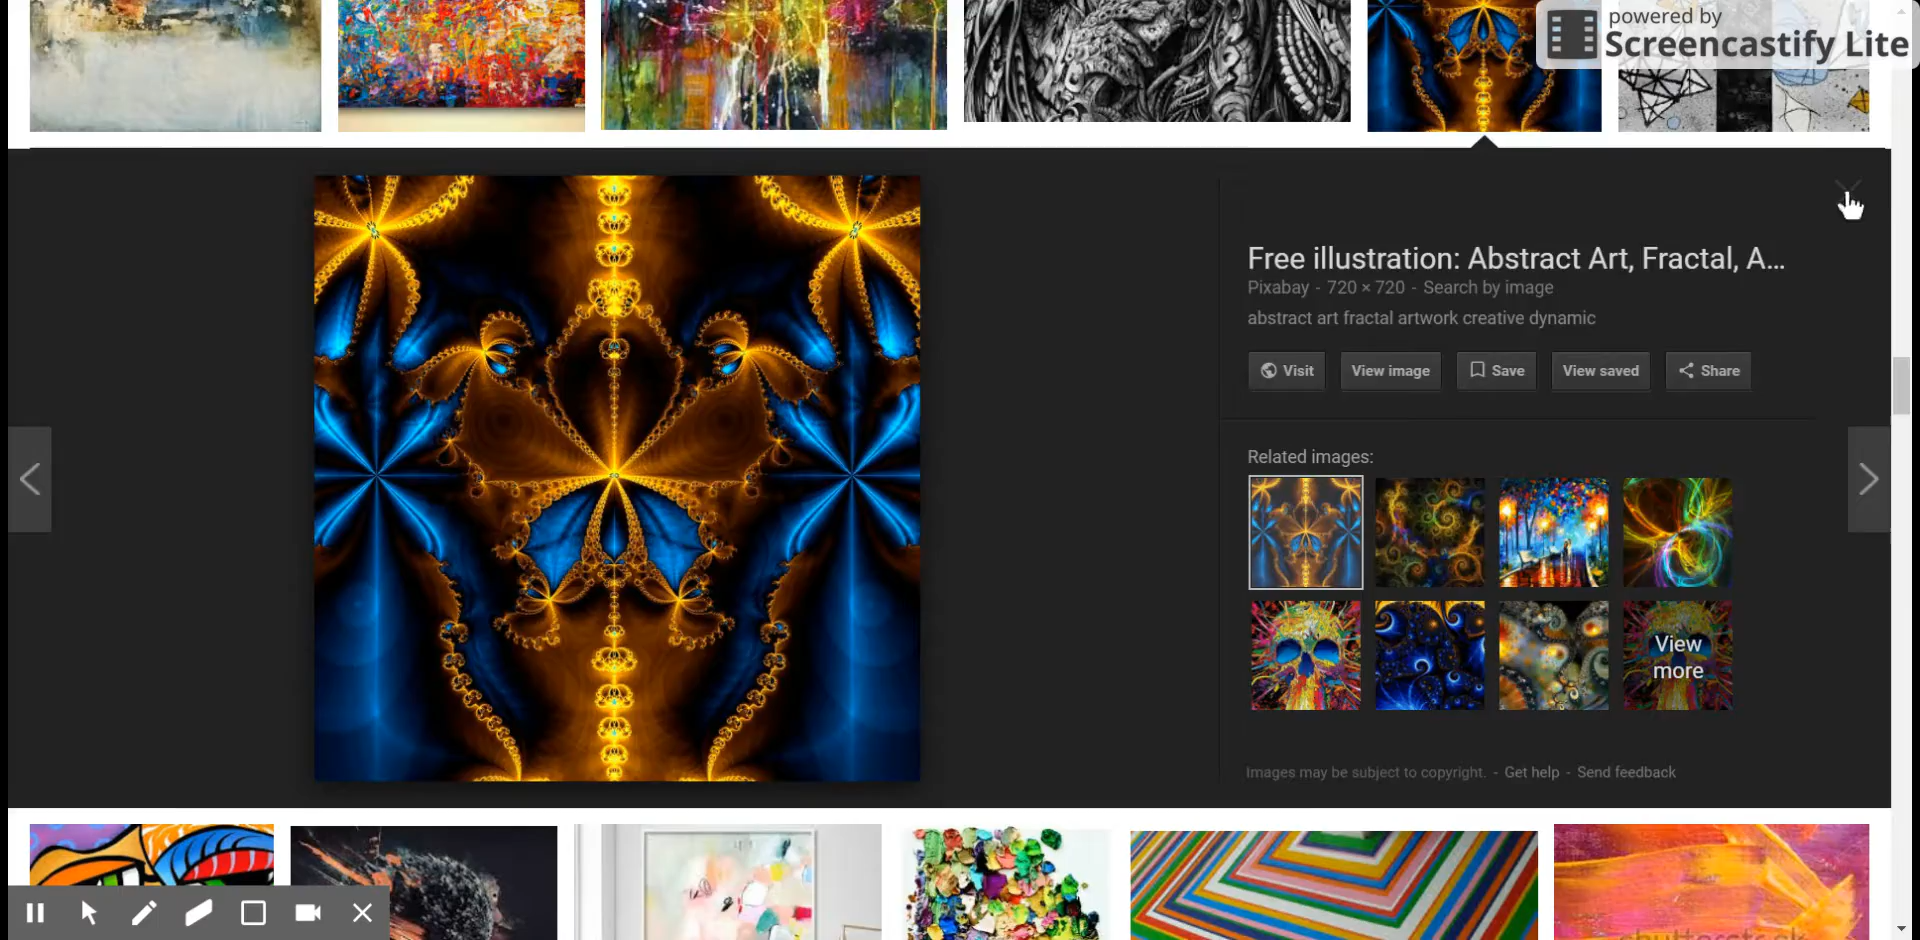 powered by
Screencastify Lite
Free illustration: Abstract Art, Fractal, A...
Pixabay - 720 × 720 - Search by image
abstract art fractal artwork creative dynamic
Visit View image Save View saved Share
Related images:
View
more
Images may be subject to copyright. - Get help - Send feedback